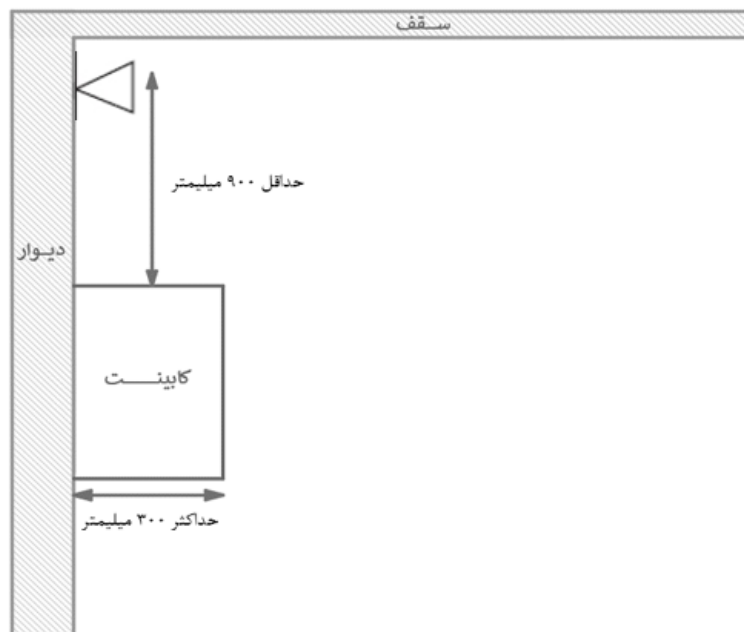 سقف
حداقل ۹۰۰ میلیمتر
دیوار
کابینت
حداکثر ۳۰۰ میلیمتر